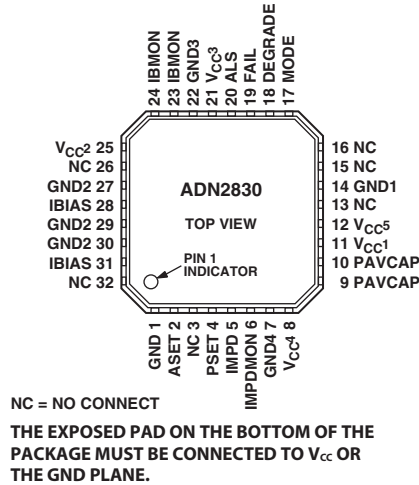 24 IBMON
23 IBMON
22 GND3
21 VCC3
20 ALS
19 FAIL
18 DEGRADE
17 MODE
VCC2 25
NC 26
GND2 27
IBIAS 28
GND2 29
GND2 30
IBIAS 31
NC 32
ADN2830
TOP VIEW
PIN 1
INDICATOR
16 NC
15 NC
14 GND1
13 NC
12 VCC5
11 VCC1
10 PAVCAP
9 PAVCAP
GND 1
ASET 2
NC 3
PSET 4
IMPD 5
IMPDMON 6
GND4 7
VCC4 8
NC = NO CONNECT
THE EXPOSED PAD ON THE BOTTOM OF THE
PACKAGE MUST BE CONNECTED TO Vcc OR
THE GND PLANE.